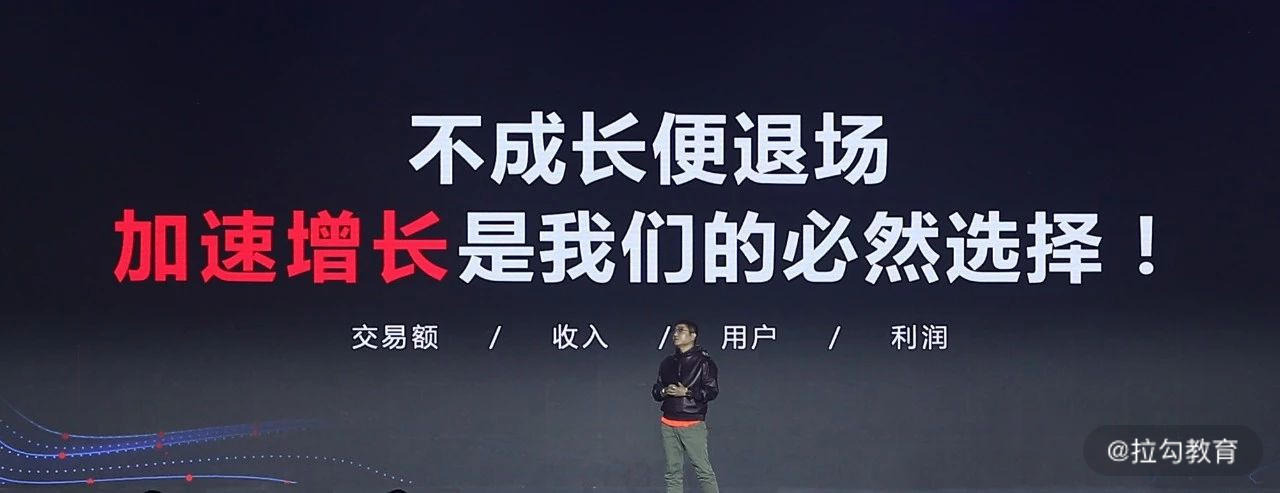 不成长便退场
加速增长是我们的必然选择！
交易额 / 收入 / 用户 / 利润
@拉勾教育